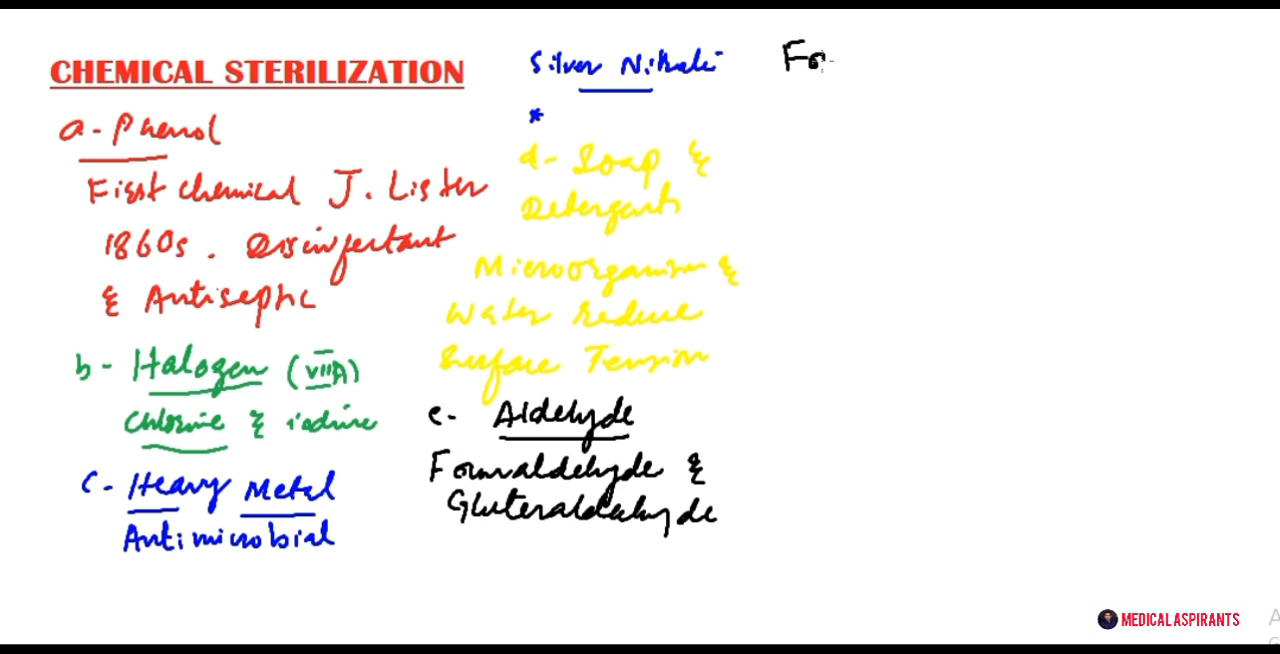 CHEMICAL STERILIZATION
a - Phenol
First chemical J. Lister
1860s. Disinfectant
& Antiseptic
b - Halogen (VIIA)
Chlorine & iodine
C - Heavy Metal
Antimicrobial
Silver Nitrate
*
d - Soap &
Detergents
Microorganism &
Water reduce
Surface Tension
e - Aldehyde
Formaldehyde &
Gluteraldehyde
Fo
MEDICAL ASPIRANTS